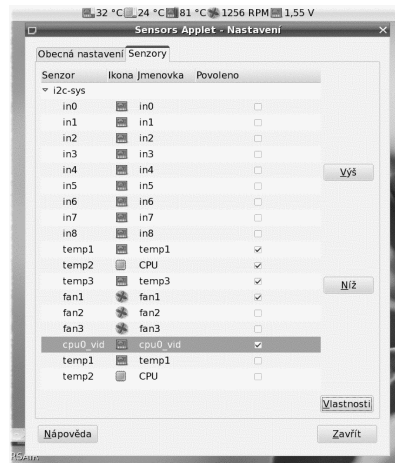 32 °C 24 °C 81 °C 1256 RPM 1,55 V
Sensors Applet - Nastavení
Obecná nastavení Senzory
Senzor Ikona Jmenovka Povoleno
i2c-sys
in0 in0
in1 in1
in2 in2
in3 in3
in4 in4
in5 in5
in6 in6
in7 in7
in8 in8
temp1 temp1
temp2 CPU
temp3 temp3
fan1 fan1
fan2 fan2
fan3 fan3
cpu0_vid cpu0_vid
temp1 temp1
temp2 CPU
Výš
Níž
Vlastnosti
Nápověda Zavřít